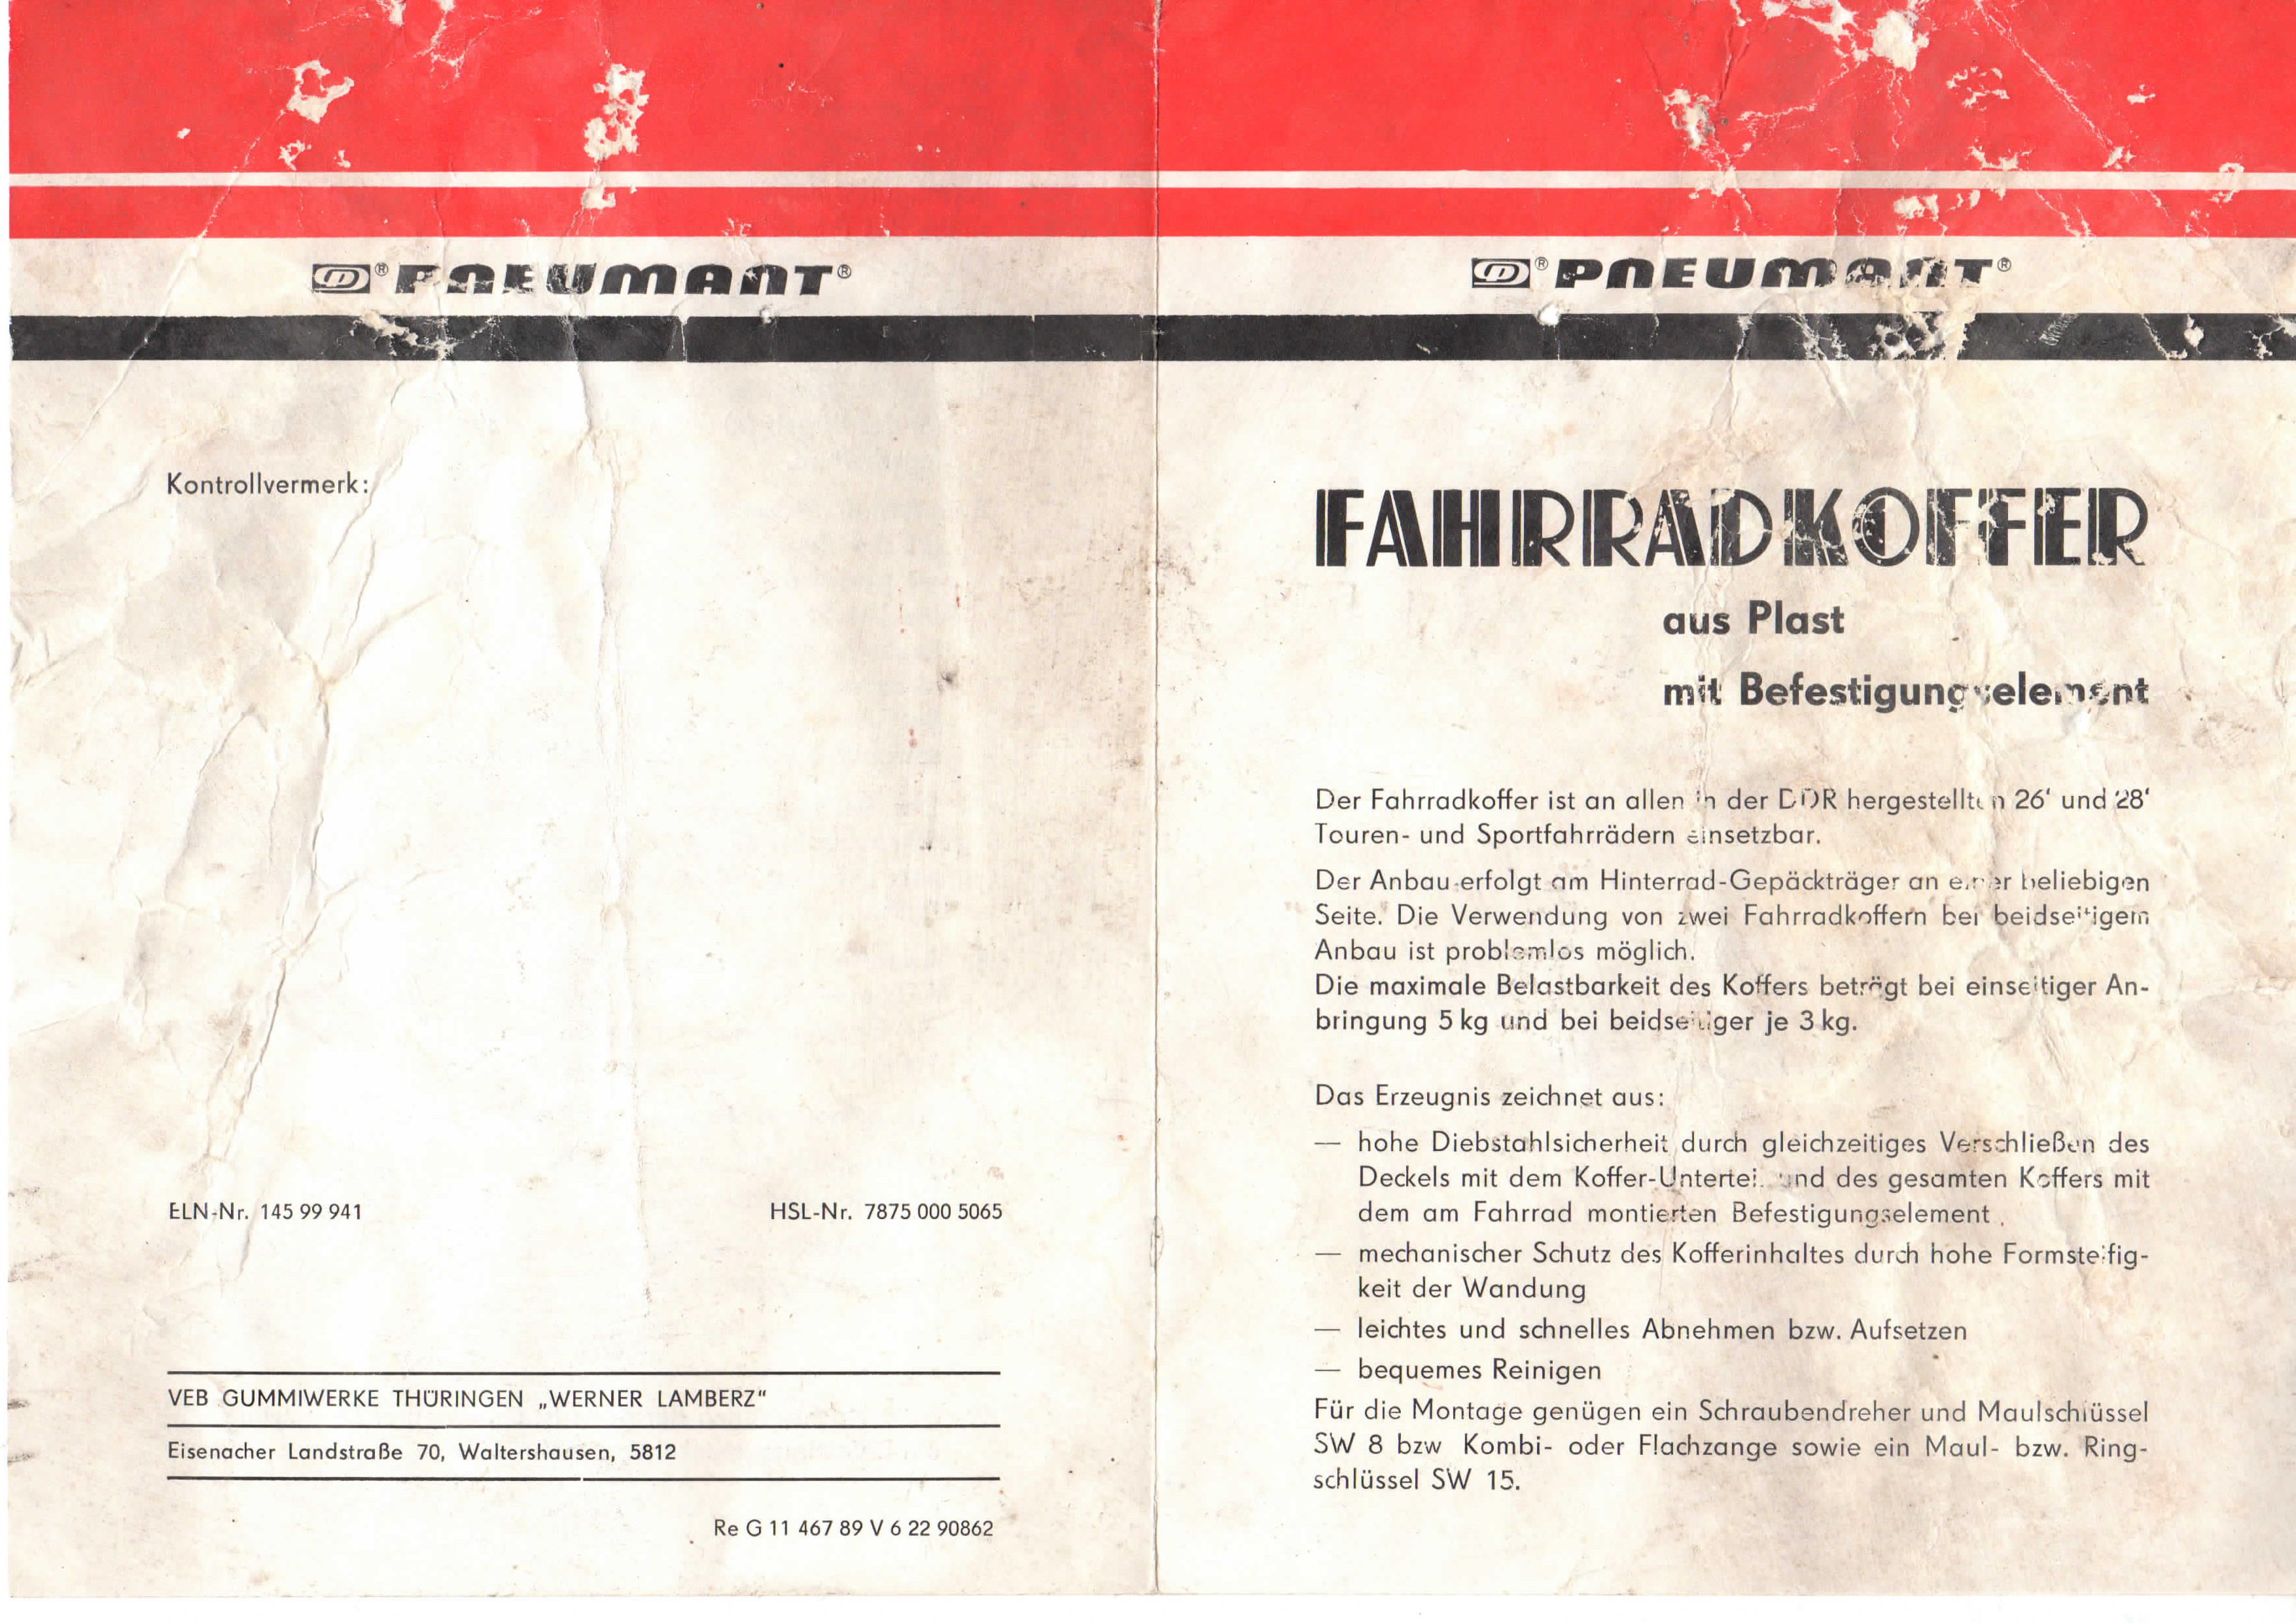 PNEUMANT®
Kontrollvermerk:
ELN-Nr. 145 99 941
HSL-Nr. 7875 000 5065
VEB GUMMIWERKE THÜRINGEN „WERNER LAMBERZ“
Eisenacher Landstraße 70, Waltershausen, 5812
Re G 11 467 89 V 6 22 90862
PNEUMANT®
FAHRRADKOFFER
aus Plast
mit Befestigungselement
Der Fahrradkoffer ist an allen in der DDR hergestellten 26' und 28'
Touren- und Sportfahrrädern einsetzbar.
Der Anbau erfolgt am Hinterrad-Gepäckträger an einer beliebigen
Seite. Die Verwendung von zwei Fahrradkoffern bei beidseitigem
Anbau ist problemlos möglich.
Die maximale Belastbarkeit des Koffers beträgt bei einseitiger An-
bringung 5 kg und bei beidseitiger je 3 kg.
Das Erzeugnis zeichnet aus:
— hohe Diebstahlsicherheit durch gleichzeitiges Verschließen des
Deckels mit dem Koffer-Unterteil und des gesamten Koffers mit
dem am Fahrrad montierten Befestigungselement
— mechanischer Schutz des Kofferinhaltes durch hohe Formsteifig-
keit der Wandung
— leichtes und schnelles Abnehmen bzw. Aufsetzen
— bequemes Reinigen
Für die Montage genügen ein Schraubendreher und Maulschlüssel
SW 8 bzw Kombi- oder Flachzange sowie ein Maul- bzw. Ring-
schlüssel SW 15.